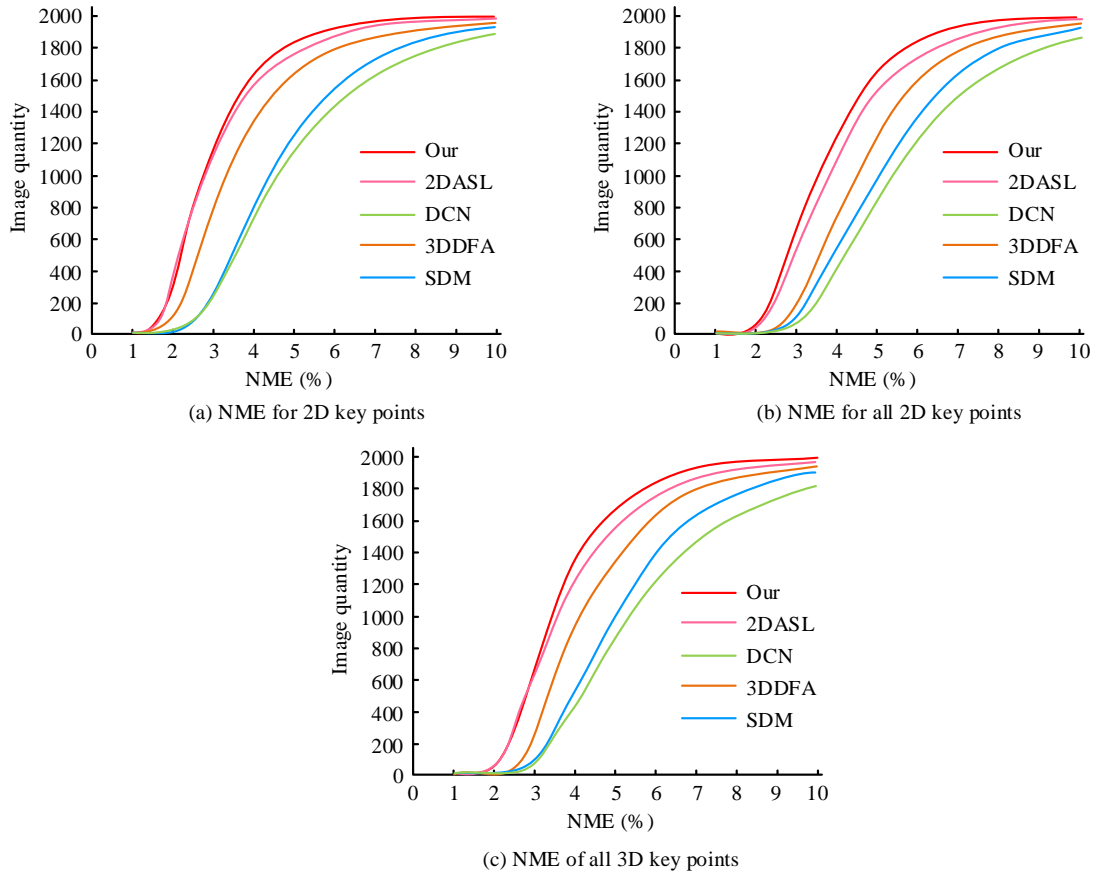 2000
1800
1600
1400
1200
1000
800
600
400
200
0
Image quantity
0 1 2 3 4 5 6 7 8 9 10
NME (%)
Our
2DASL
DCN
3DDFA
SDM
(a) NME for 2D key points
2000
1800
1600
1400
1200
1000
800
600
400
200
0
Image quantity
0 1 2 3 4 5 6 7 8 9 10
NME (%)
Our
2DASL
DCN
3DDFA
SDM
(b) NME for all 2D key points
2000
1800
1600
1400
1200
1000
800
600
400
200
0
Image quantity
0 1 2 3 4 5 6 7 8 9 10
NME (%)
Our
2DASL
DCN
3DDFA
SDM
(c) NME of all 3D key points